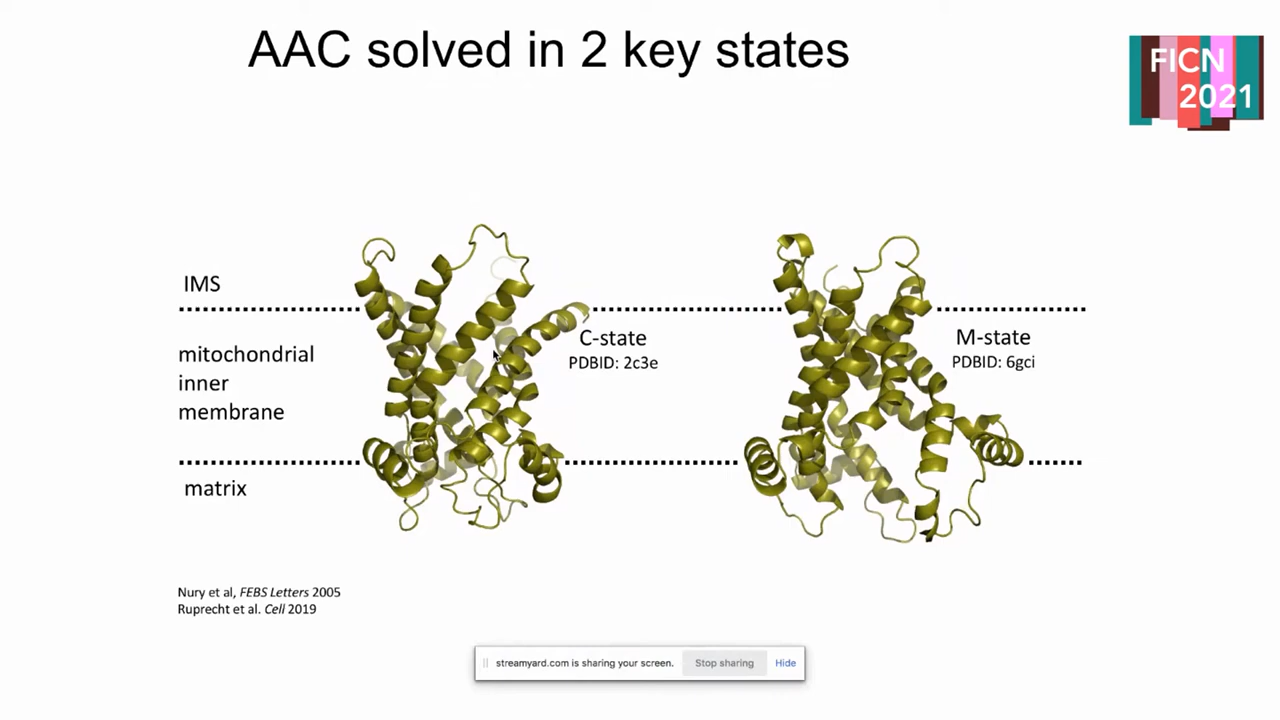 AAC solved in 2 key states
FICN
2021
IMS
mitochondrial
inner
membrane
matrix
C-state
PDBID: 2c3e
M-state
PDBID: 6gci
Nury et al, FEBS Letters 2005
Ruprecht et al. Cell 2019
streamyard.com is sharing your screen. Stop sharing Hide